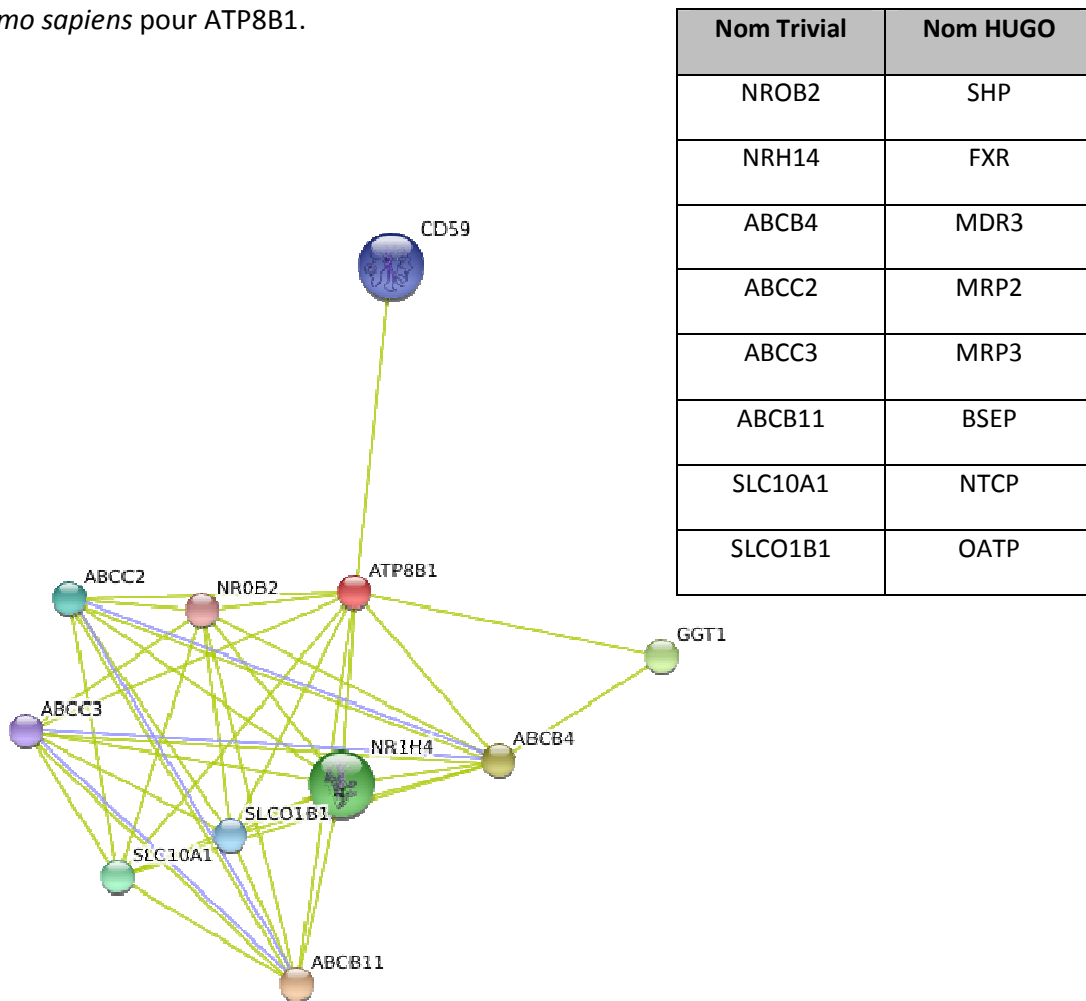 mo sapiens pour ATP8B1.
Nom Trivial Nom HUGO
NROB2 SHP
NRH14 FXR
ABCB4 MDR3
ABCC2 MRP2
ABCC3 MRP3
ABCB11 BSEP
SLC10A1 NTCP
SLCO1B1 OATP
CD59
ATP8B1
ABCC2
NR0B2
GGT1
ABCC3
NR1H4
ABCB4
SLCO1B1
SLC10A1
ABCB11